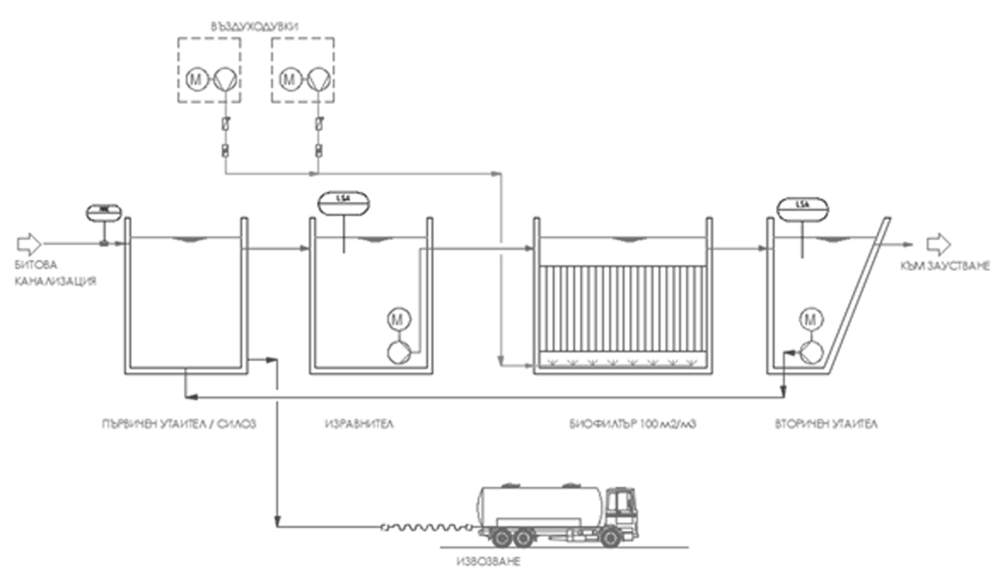 ВЪЗДУХОДУВКИ
M
M
LSA
LSA
БИТОВА
КАНАЛИЗАЦИЯ
КЪМ ЗАУСТВАНЕ
M
M
ПЪРВИЧЕН УТАИТЕЛ / СИЛОЗ
ИЗРАВНИТЕЛ
БИОФИЛТЪР 100 м2/м3
ВТОРИЧЕН УТАИТЕЛ
ИЗВОЗВАНЕ